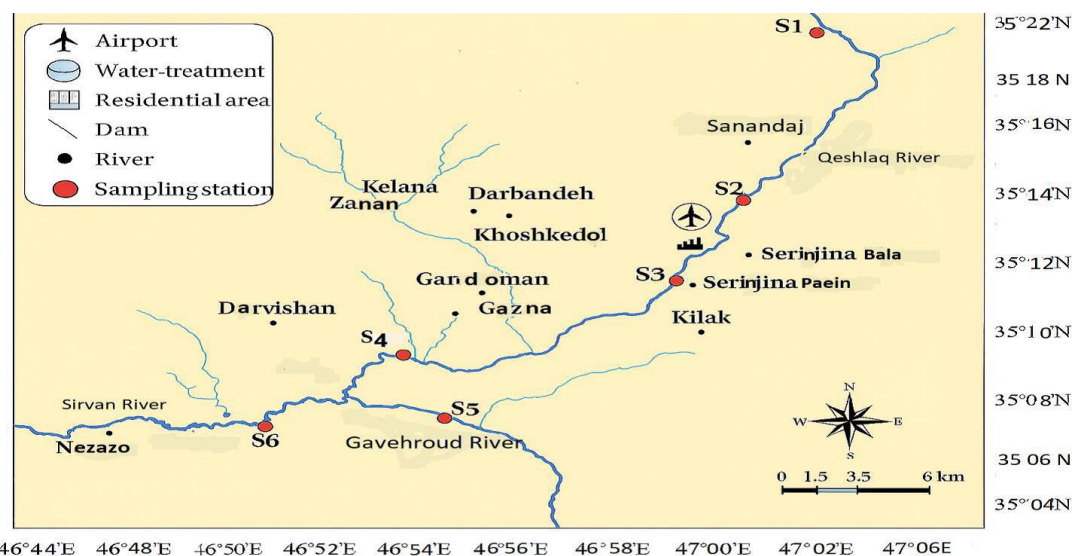 Airport
Water-treatment
Residential area
Dam
River
Sampling station
S1
Sanandaj
Qeshlaq River
S2
Kelana
Zanan
Darbandeh
Khoshkedol
Serinjina Bala
S3
Serinjina Paein
Gandoman
Gazna
Darvishan
Kilak
S4
Sirvan River
S5
S6
Gavehroud River
Nezazo
N
W
E
S
0 1.5 3.5 6 km
35°22'N
35 18 N
35°16'N
35°14'N
35°12'N
35°10'N
35°08'N
35 06 N
35°04'N
46°44'E 46°48'E 46°50'E 46°52'E 46°54'E 46°56'E 46°58'E 47°00'E 47°02'E 47°06'E